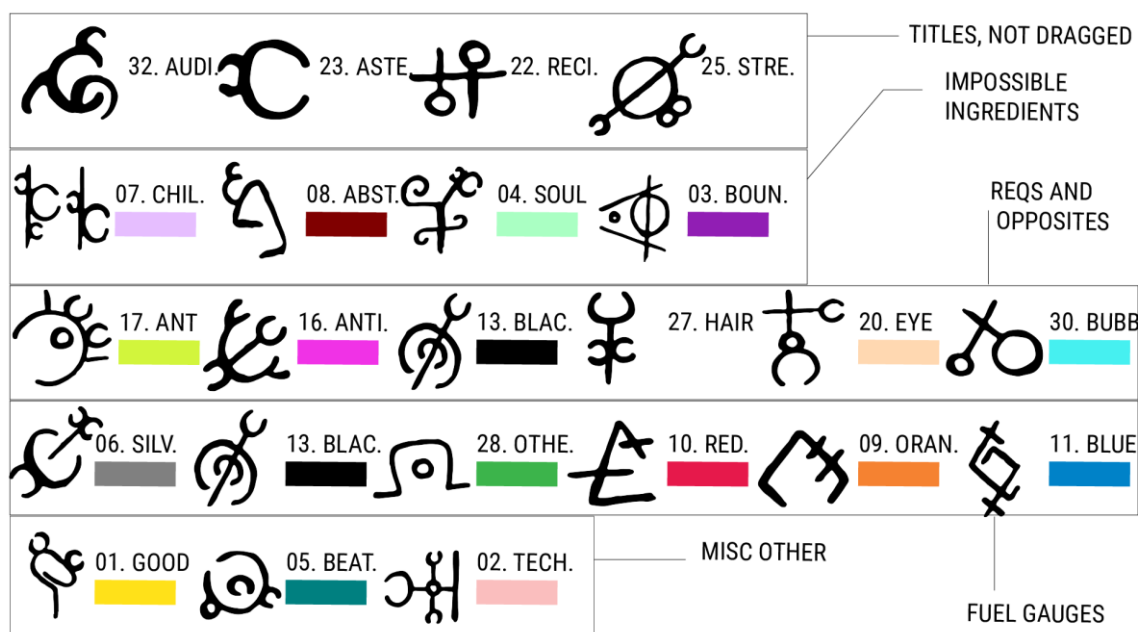 32. AUDI. 23. ASTE. 22. RECI. 25. STRE.
TITLES, NOT DRAGGED
IMPOSSIBLE
INGREDIENTS
07. CHIL. 08. ABST. 04. SOUL 03. BOUN.
REQS AND
OPPOSITES
17. ANT 16. ANTI. 13. BLAC. 27. HAIR 20. EYE 30. BUBB
06. SILV. 13. BLAC. 28. OTHE. 10. RED. 09. ORAN. 11. BLUE
01. GOOD 05. BEAT. 02. TECH.
MISC OTHER
FUEL GAUGES